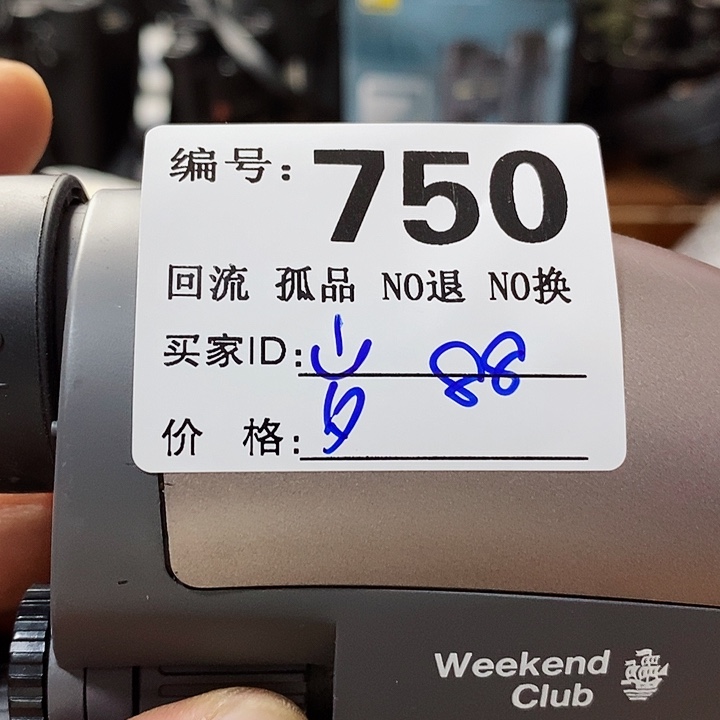 编号: 750
回流 孤品 NO退 NO换
买家ID: 88
价 格:
Weekend
Club